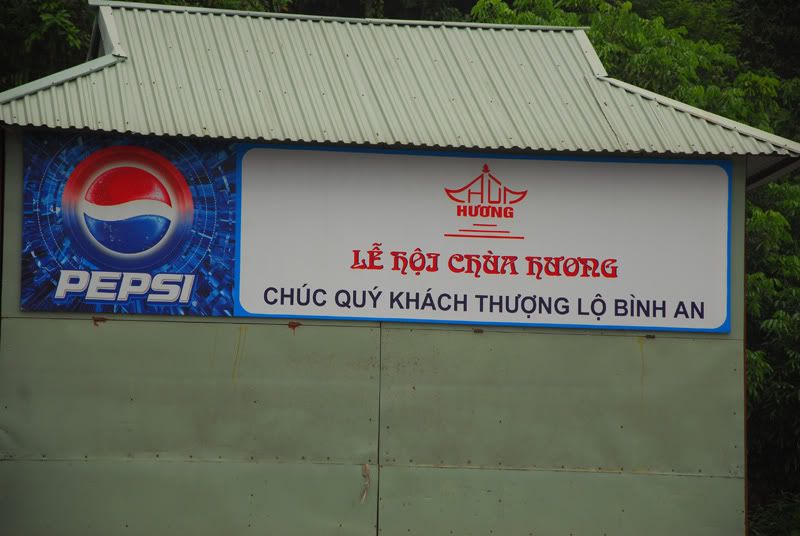 PEPSI
CHÙA
HƯƠNG
LỄ HỘI CHÙA HƯƠNG
CHÚC QUÝ KHÁCH THƯỢNG LỘ BÌNH AN